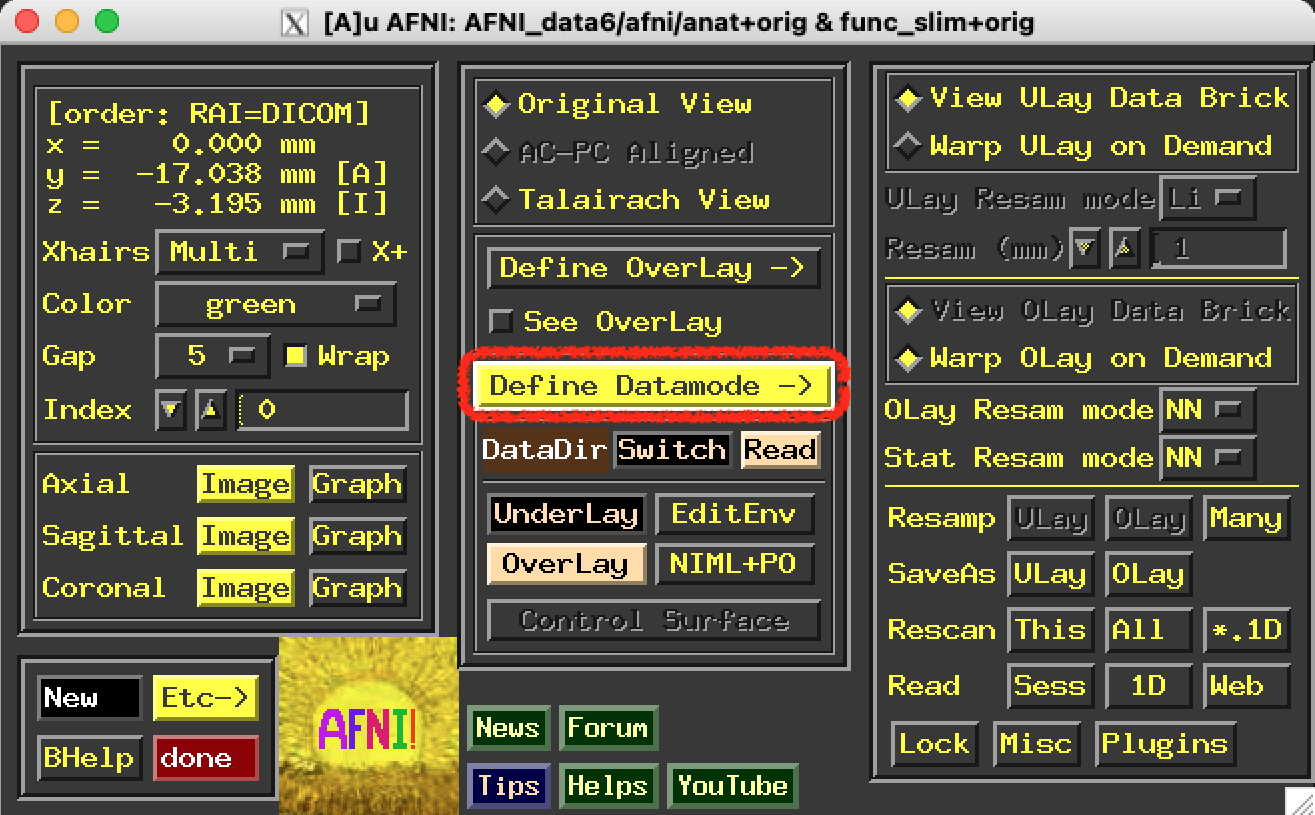 [A]u AFNI: AFNI_data6/afni/anat+orig & func_slim+orig
[order: RAI=DICOM]
x = 0.000 mm
y = -17.038 mm [A]
z = -3.195 mm [I]
Xhairs Multi X+
Color green
Gap 5 Wrap
Index 0
Axial Image Graph
Sagittal Image Graph
Coronal Image Graph
New Etc->
BHelp done
AFNI!
Original View
AC-PC Aligned
Talairach View
Define OverLay ->
See OverLay
Define Datamode ->
DataDir Switch Read
UnderLay EditEnv
OverLay NIML+PO
Control Surface
News Forum
Tips Helps YouTube
View ULay Data Brick
Warp ULay on Demand
ULay Resam mode Li
Resam (mm) 1
View OLay Data Brick
Warp OLay on Demand
OLay Resam mode NN
Stat Resam mode NN
Resamp ULay OLay Many
SaveAs ULay OLay
Rescan This All *.1D
Read Sess 1D Web
Lock Misc Plugins